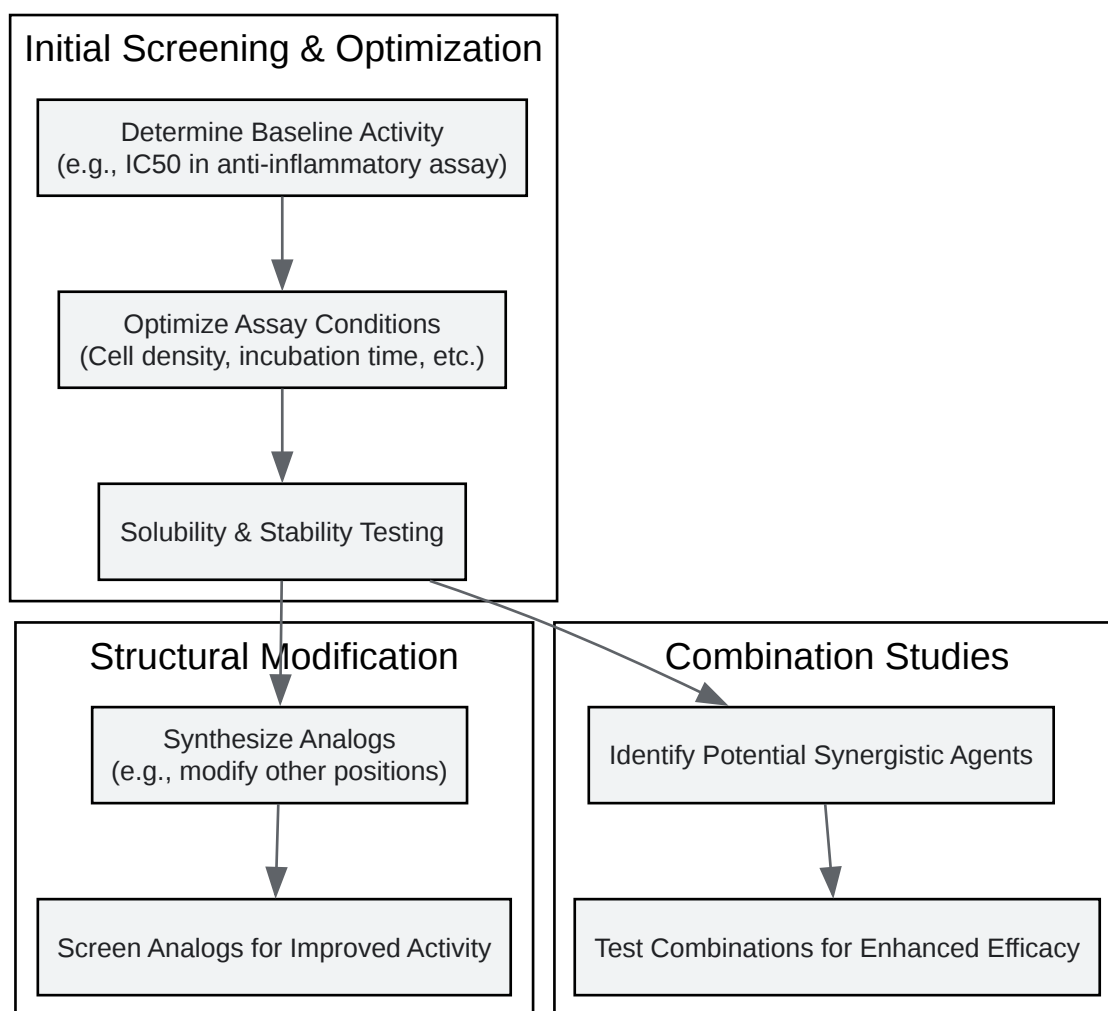 Initial Screening & Optimization
Determine Baseline Activity
(e.g., IC50 in anti-inflammatory assay)
Optimize Assay Conditions
(Cell density, incubation time, etc.)
Solubility & Stability Testing
Structural Modification
Synthesize Analogs
(e.g., modify other positions)
Screen Analogs for Improved Activity
Combination Studies
Identify Potential Synergistic Agents
Test Combinations for Enhanced Efficacy